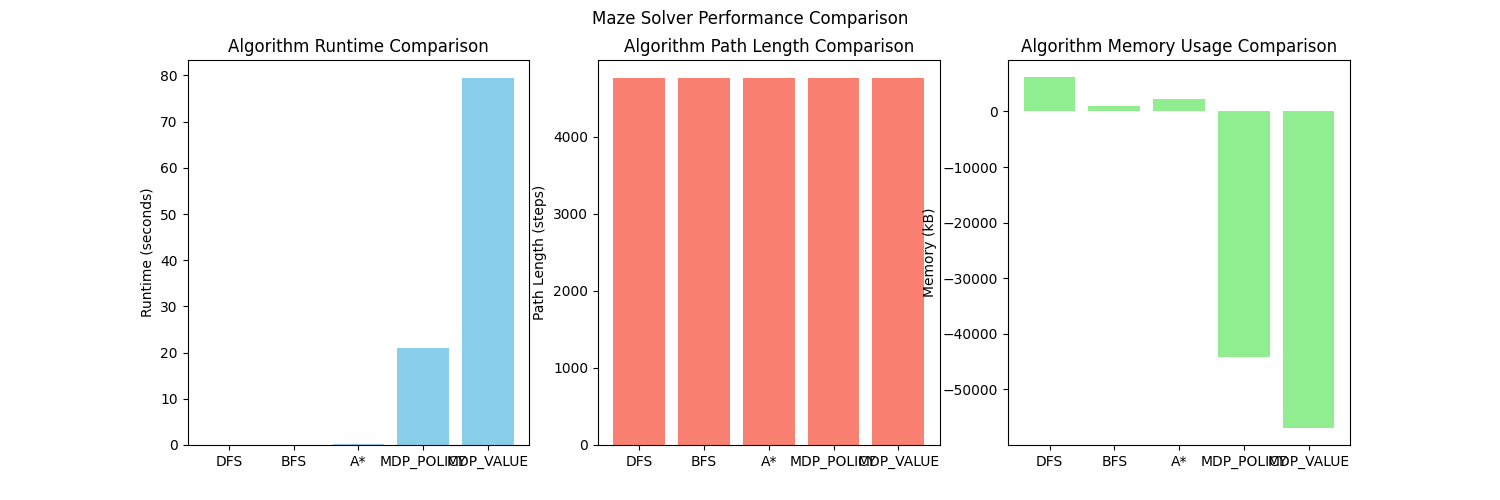 Maze Solver Performance Comparison
Algorithm Runtime Comparison
Runtime (seconds)
80
70
60
50
40
30
20
10
0
DFS BFS A* MDP_POLICY MDP_VALUE
Algorithm Path Length Comparison
Path Length (steps)
4000
3000
2000
1000
0
DFS BFS A* MDP_POLICY MDP_VALUE
Algorithm Memory Usage Comparison
Memory (kB)
0
−10000
−20000
−30000
−40000
−50000
DFS BFS A* MDP_POLICY MDP_VALUE